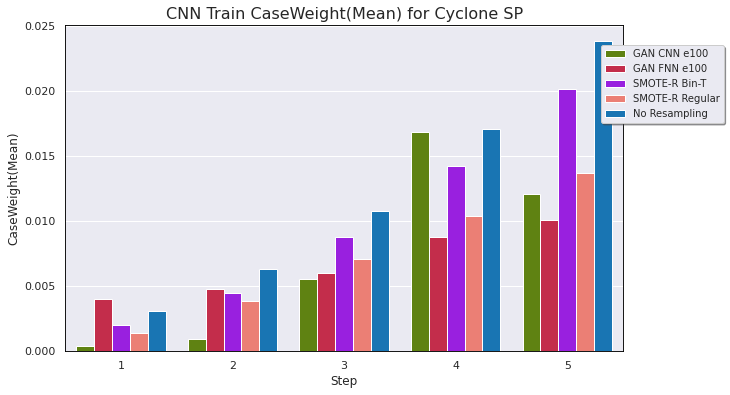 CNN Train CaseWeight(Mean) for Cyclone SP
0.025
0.020
0.015
0.010
0.005
0.000
CaseWeight(Mean)
1 2 3 4 5
Step
GAN CNN e100
GAN FNN e100
SMOTE-R Bin-T
SMOTE-R Regular
No Resampling